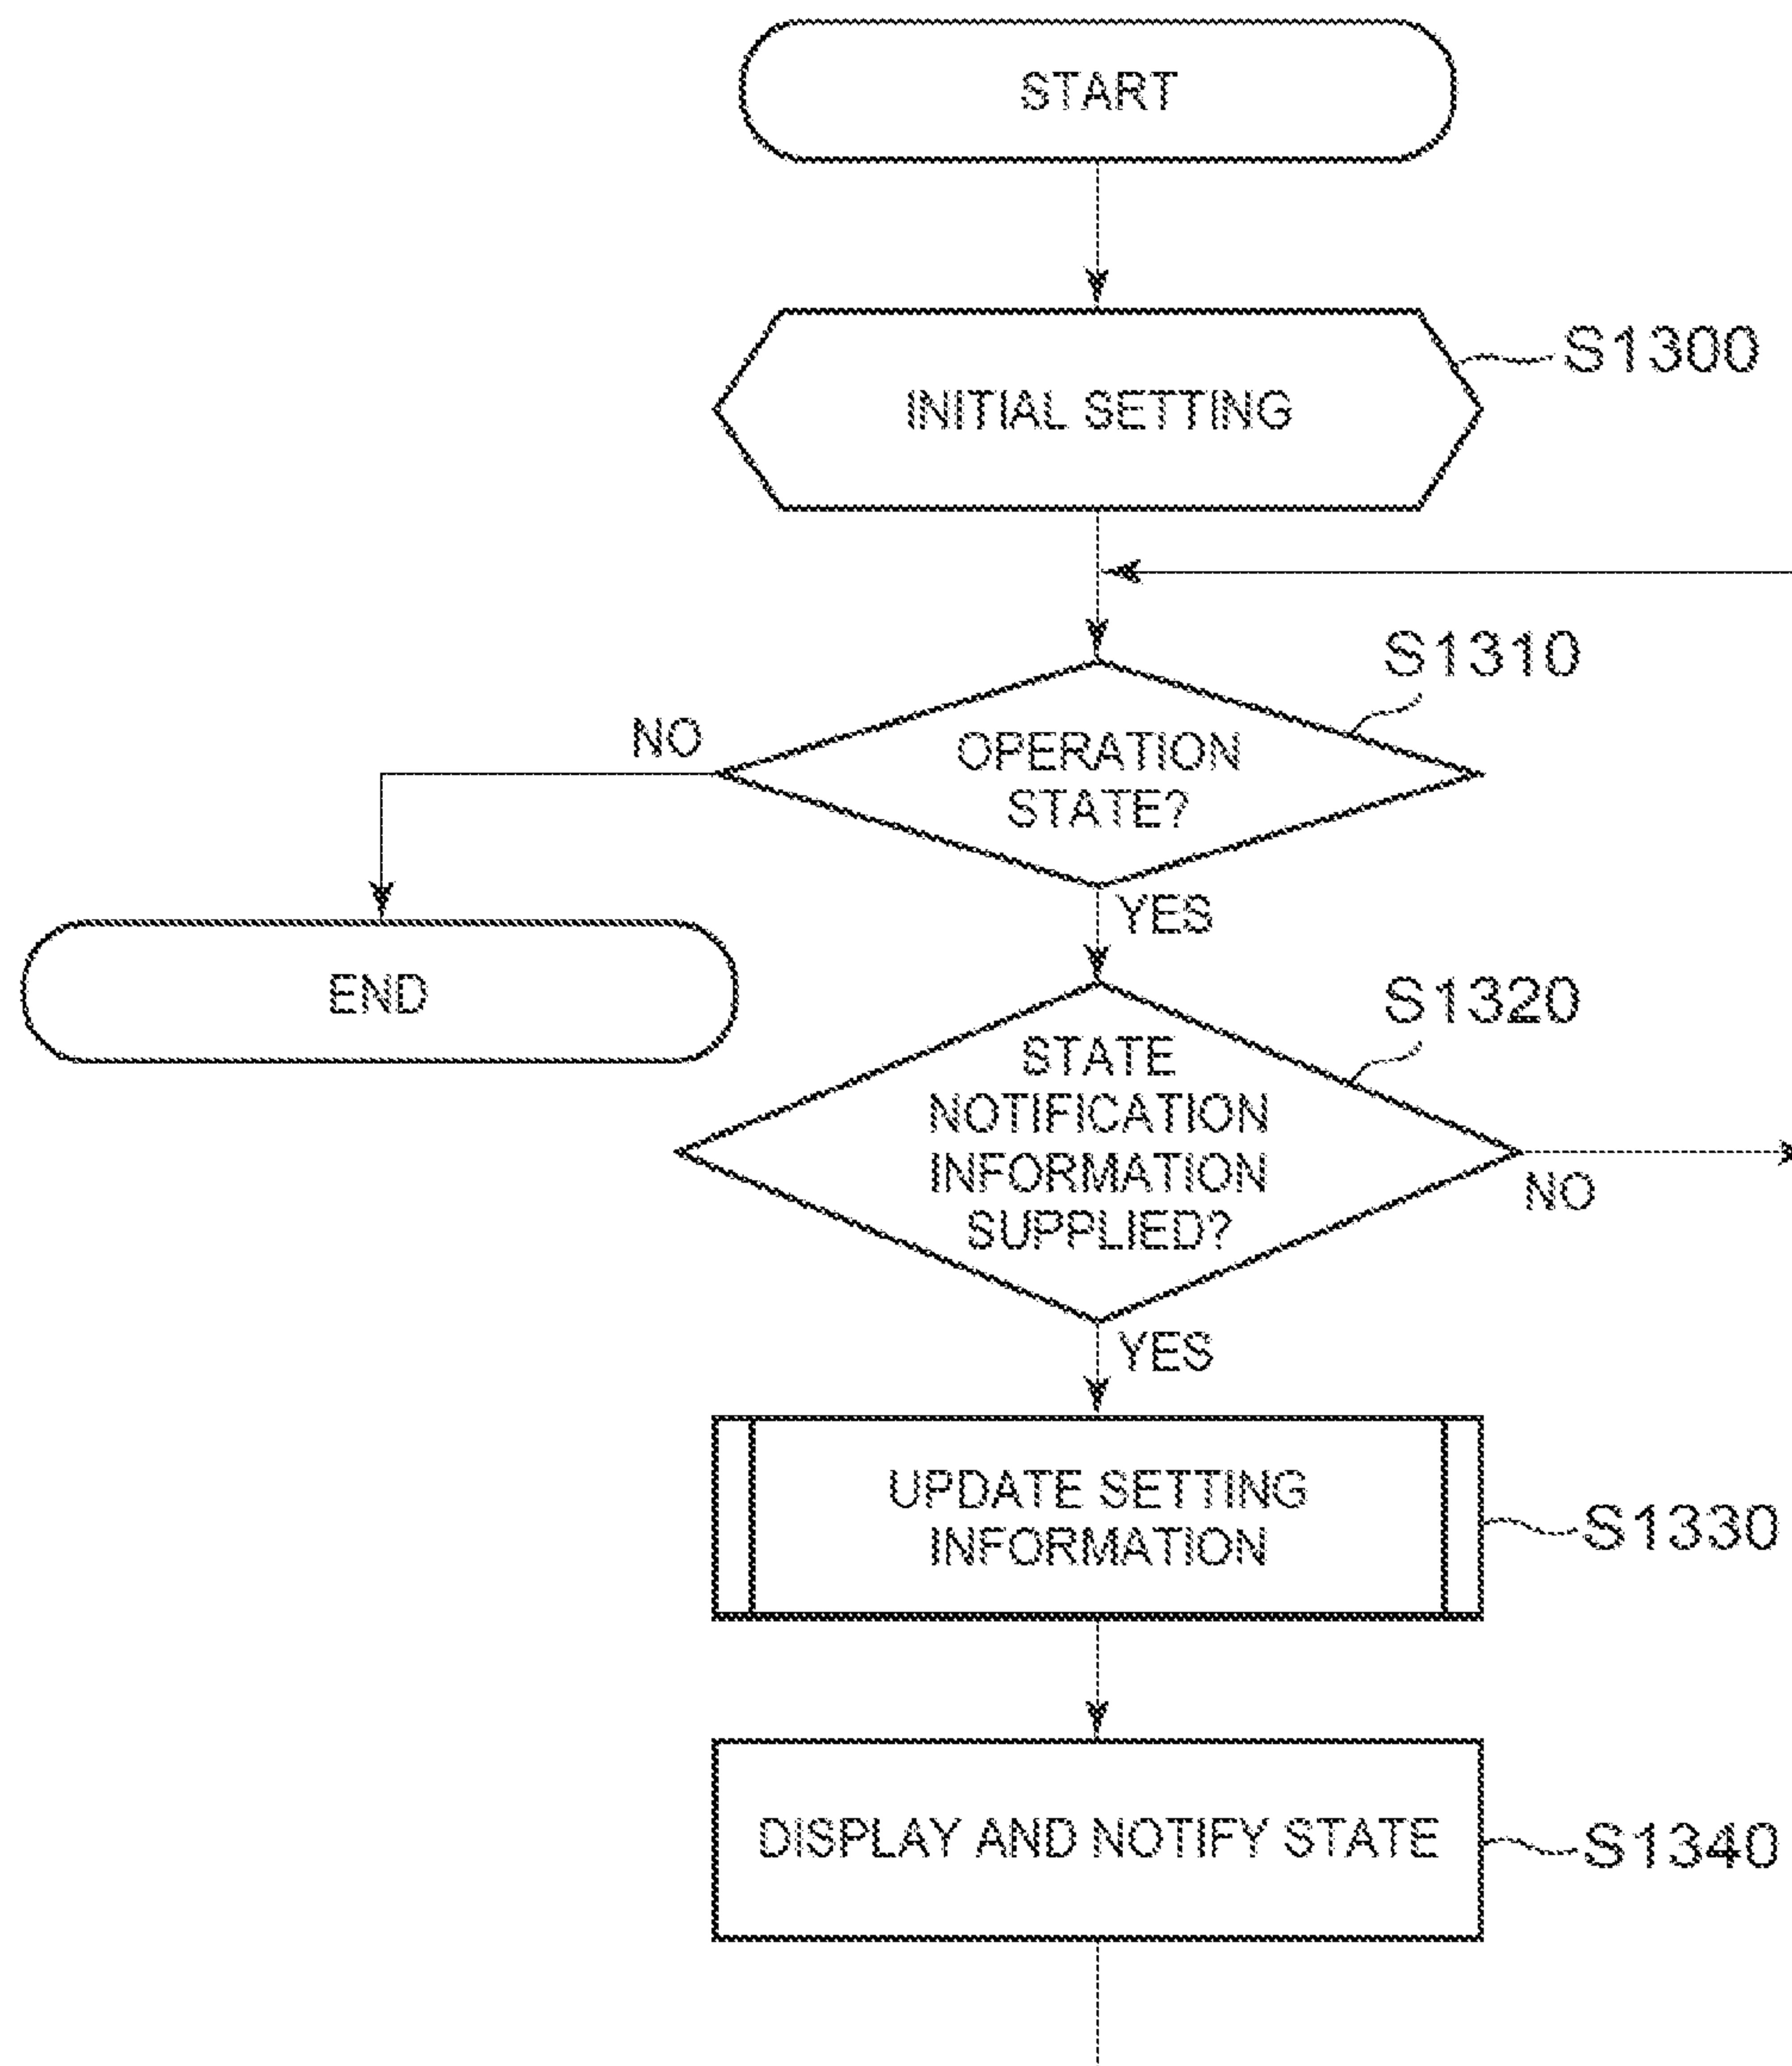 START
S1300
INITIAL SETTING
S1310
NO
OPERATION
STATE?
YES
END
S1320
STATE
NOTIFICATION
INFORMATION
SUPPLIED?
NO
YES
UPDATE SETTING
INFORMATION
S1330
DISPLAY AND NOTIFY STATE
S1340